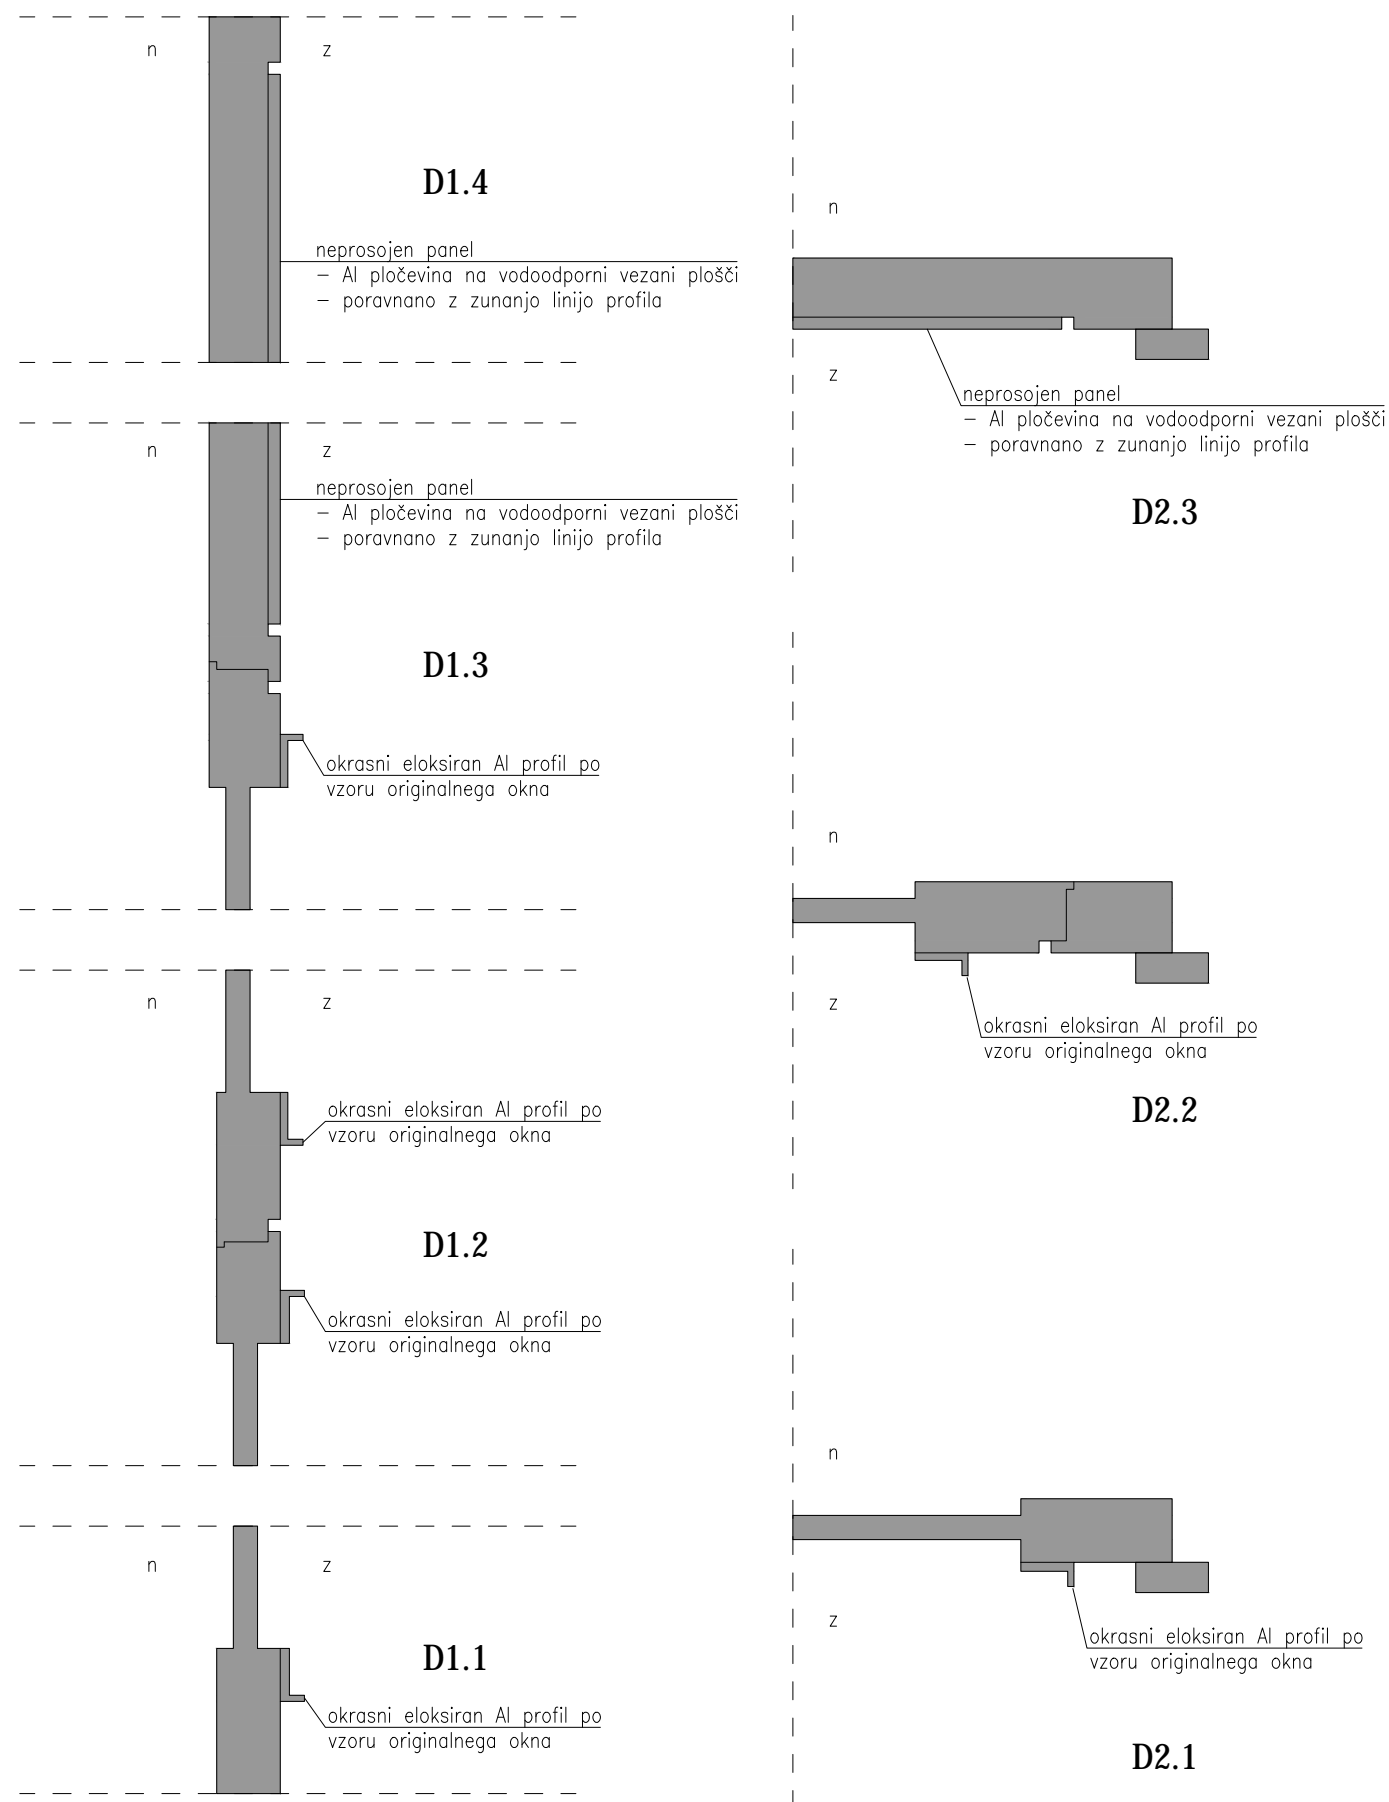 n
z
D1.4
neprosojen panel
– Al pločevina na vodoodporni vezani plošči
– poravnano z zunanjo linijo profila
n
z
neprosojen panel
– Al pločevina na vodoodporni vezani plošči
– poravnano z zunanjo linijo profila
D1.3
okrasni eloksiran Al profil po
vzoru originalnega okna
n
z
okrasni eloksiran Al profil po
vzoru originalnega okna
D1.2
okrasni eloksiran Al profil po
vzoru originalnega okna
n
z
D1.1
okrasni eloksiran Al profil po
vzoru originalnega okna
n
z
neprosojen panel
– Al pločevina na vodoodporni vezani plošči
– poravnano z zunanjo linijo profila
D2.3
n
z
okrasni eloksiran Al profil po
vzoru originalnega okna
D2.2
n
z
okrasni eloksiran Al profil po
vzoru originalnega okna
D2.1